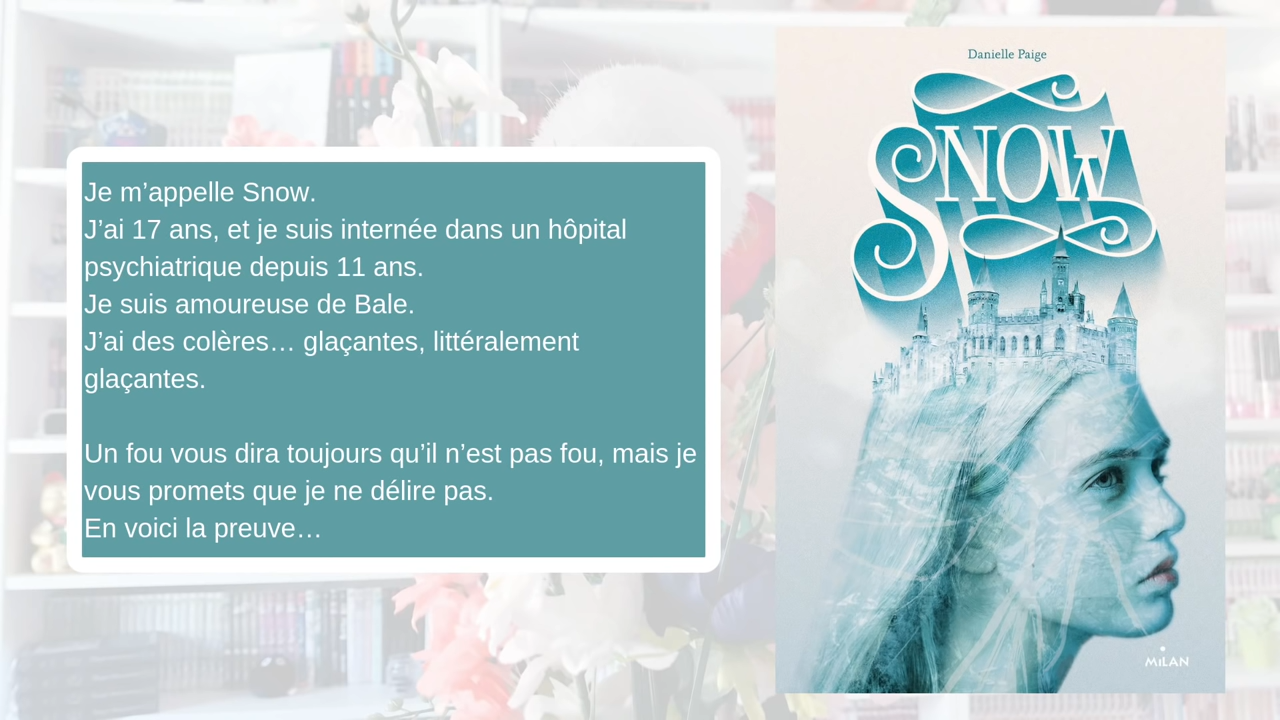 Je m’appelle Snow.
J’ai 17 ans, et je suis internée dans un hôpital
psychiatrique depuis 11 ans.
Je suis amoureuse de Bale.
J’ai des colères… glaçantes, littéralement
glaçantes.
Un fou vous dira toujours qu’il n’est pas fou, mais je
vous promets que je ne délire pas.
En voici la preuve…
Danielle Paige
SNOW
MiLAN